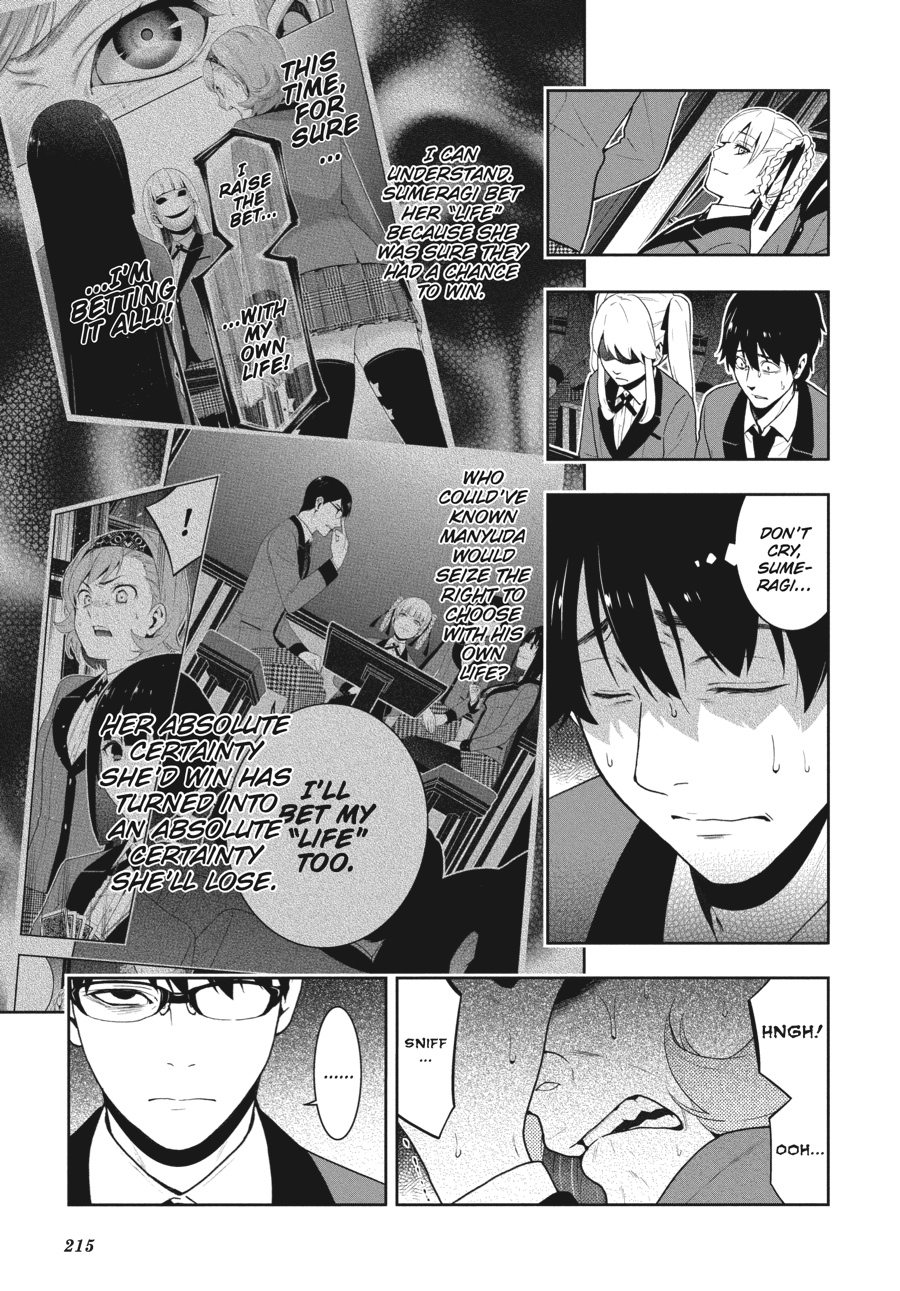 DON'T
CRY,
SUME-
RAGI...
I CAN
UNDERSTAND.
SUMERAGI BET
HER "LIFE"
BECAUSE SHE
WAS SURE THEY
HAD A CHANCE
TO WIN.
THIS
TIME,
FOR
SURE
...
I
RAISE
THE
BET...
...WITH
MY
OWN
LIFE!
...I'M
BETTING
IT ALL!!
WHO
COULD'VE
KNOWN
MANYUDA
WOULD
SEIZE THE
RIGHT TO
CHOOSE
WITH HIS
OWN
LIFE?
I'LL
BET MY
"LIFE"
TOO.
!
HER ABSOLUTE
CERTAINTY
SHE'D WIN HAS
TURNED INTO
AN ABSOLUTE
CERTAINTY
SHE'LL LOSE.
HNGH!
OOH...
SNIFF
...
......
215